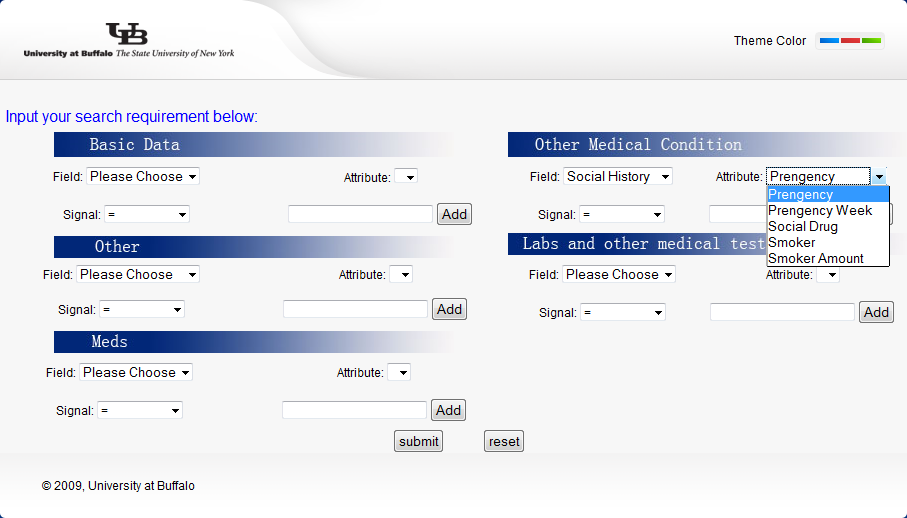 UB
University at Buffalo The State University of New York
Theme Color
Input your search requirement below:
Basic Data
Field: Please Choose Attribute:
Signal: = Add
Other
Field: Please Choose Attribute:
Signal: = Add
Meds
Field: Please Choose Attribute:
Signal: = Add
Other Medical Condition
Field: Social History Attribute: Prengency
Prengency
Prengency Week
Social Drug
Smoker
Smoker Amount
Signal: =
Labs and other medical test
Field: Please Choose Attribute:
Signal: = Add
submit reset
© 2009, University at Buffalo